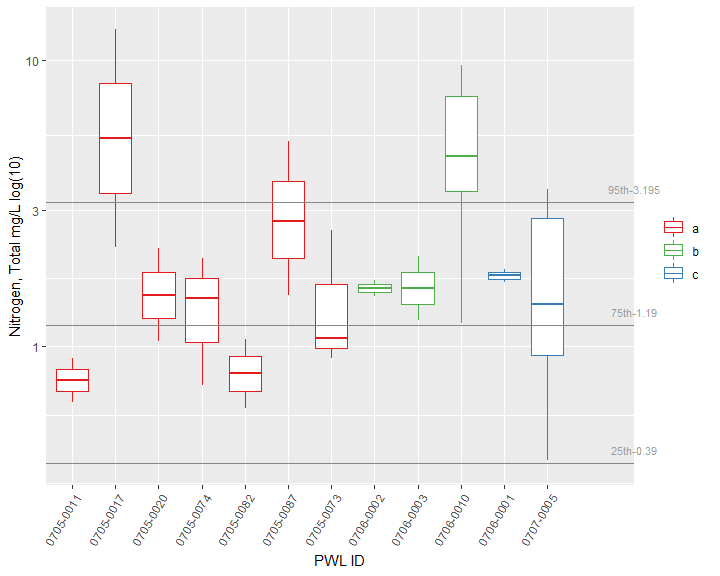 Nitrogen, Total mg/L log(10)
10
3
1
95th-3.195
75th-1.19
25th-0.39
a
b
c
0705-0011
0705-0017
0705-0020
0705-0074
0705-0082
0705-0087
0705-0073
0706-0002
0706-0003
0706-0010
0706-0001
0707-0005
PWL ID